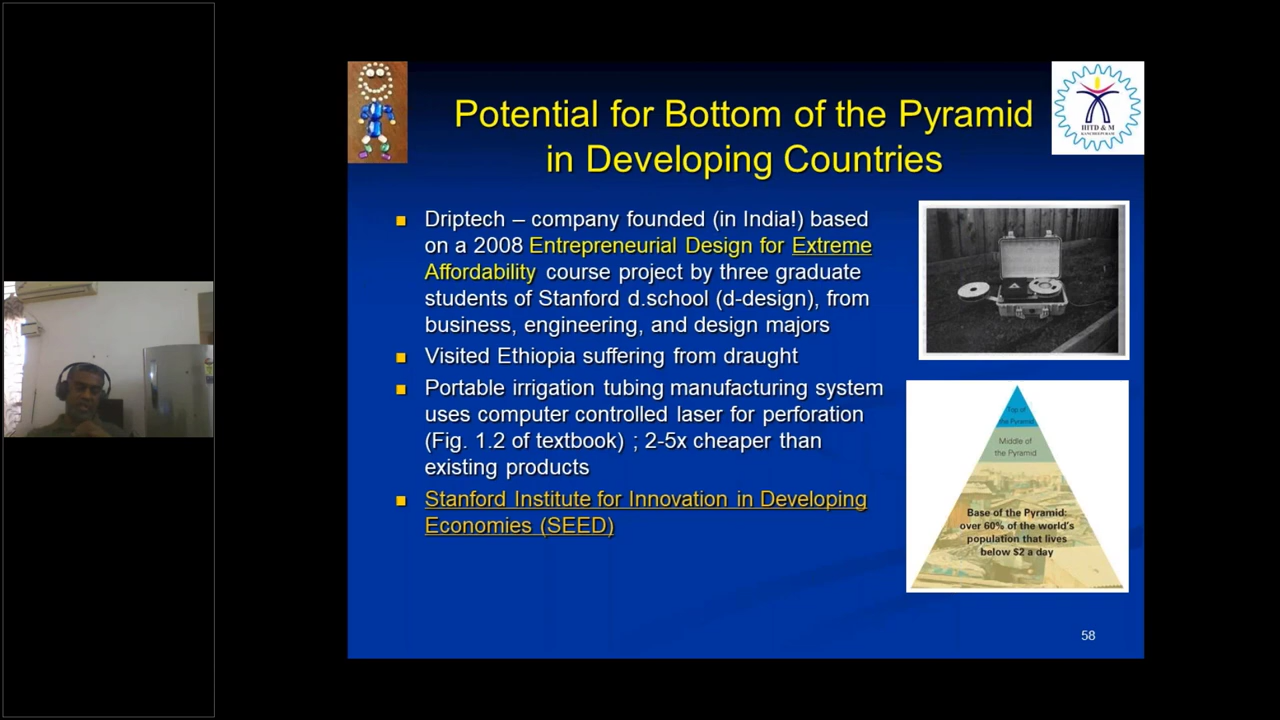 Potential for Bottom of the Pyramid
in Developing Countries
IIITD & M
KANCHEEPURAM
Driptech – company founded (in India!) based
on a 2008 Entrepreneurial Design for Extreme
Affordability course project by three graduate
students of Stanford d.school (d-design), from
business, engineering, and design majors
Visited Ethiopia suffering from draught
Portable irrigation tubing manufacturing system
uses computer controlled laser for perforation
(Fig. 1.2 of textbook) ; 2-5x cheaper than
existing products
Stanford Institute for Innovation in Developing
Economies (SEED)
Top of
the Pyramid
Middle of
the Pyramid
Base of the Pyramid:
over 60% of the world's
population that lives
below $2 a day
58